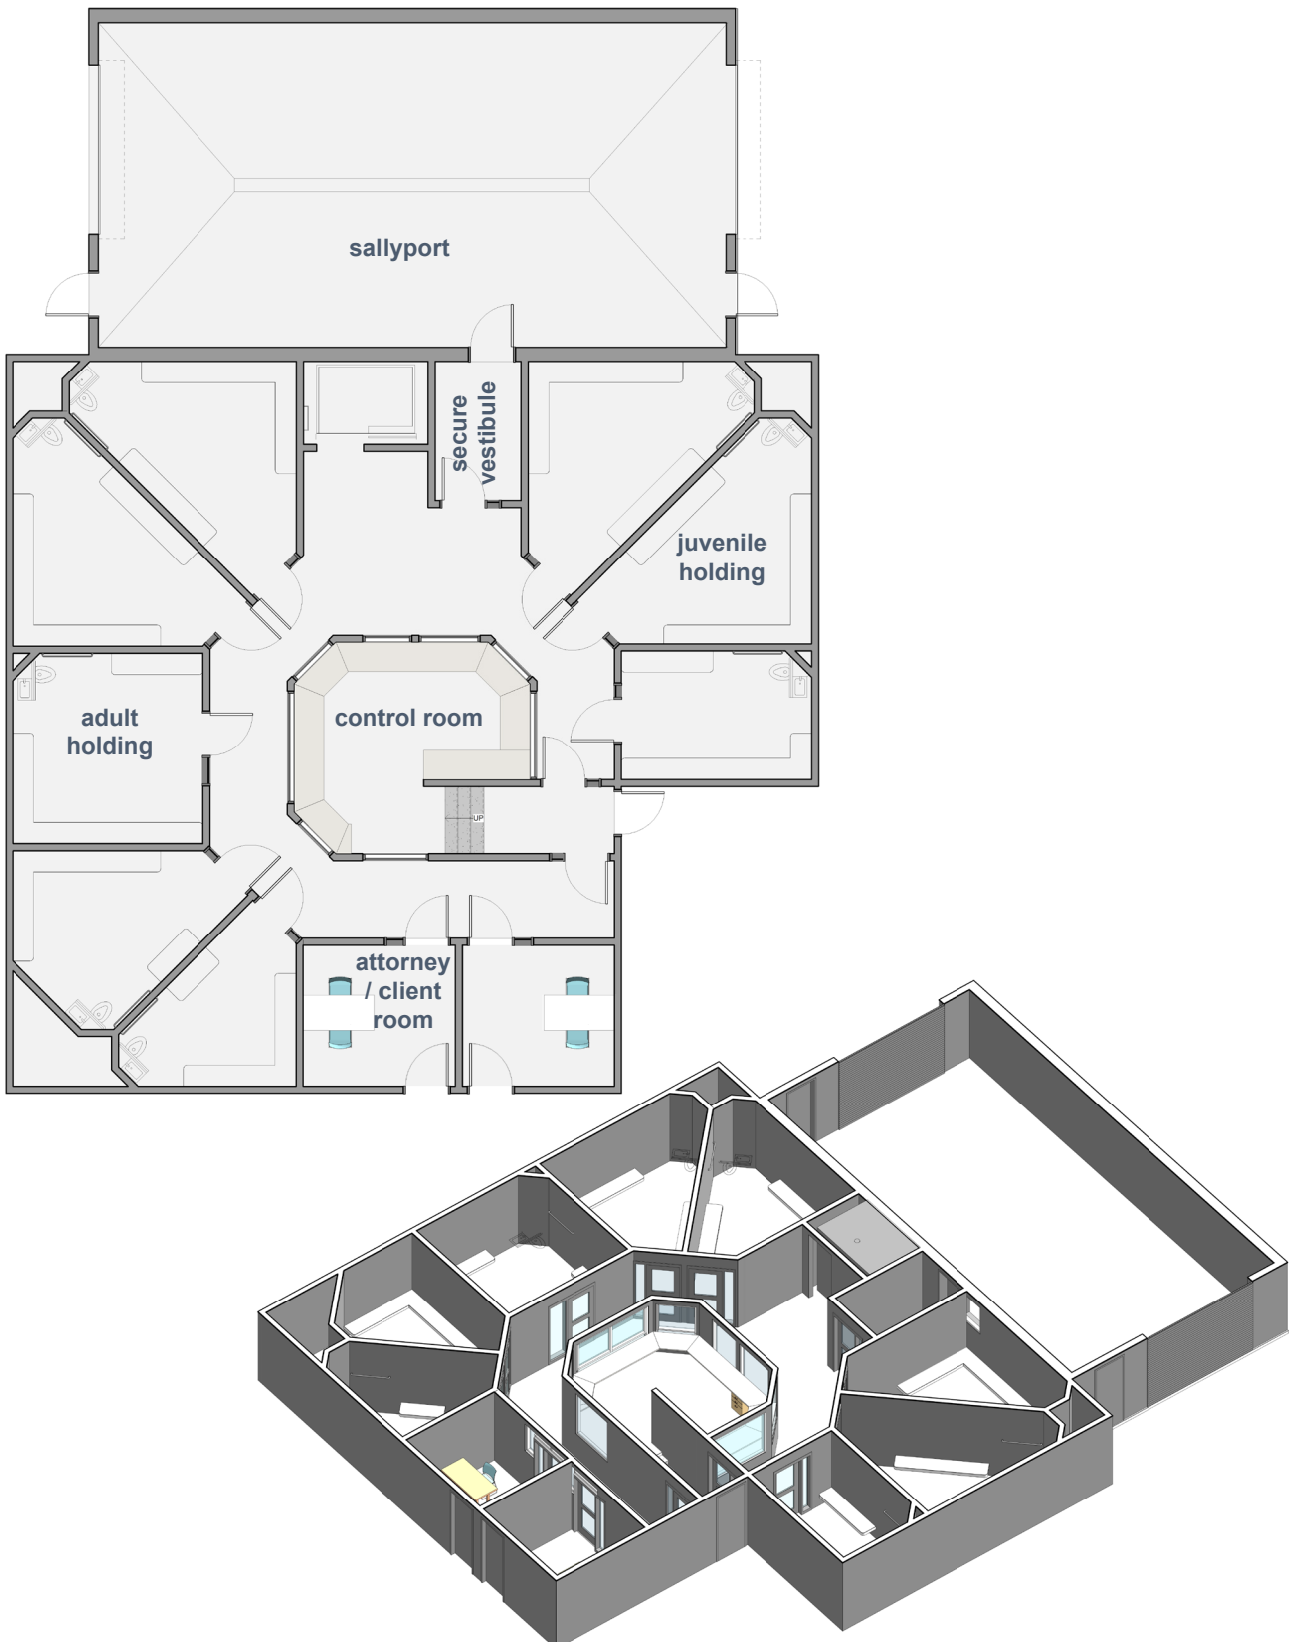 sallyport
secure
vestibule
juvenile
holding
adult
holding
control room
UP
attorney
/ client
room